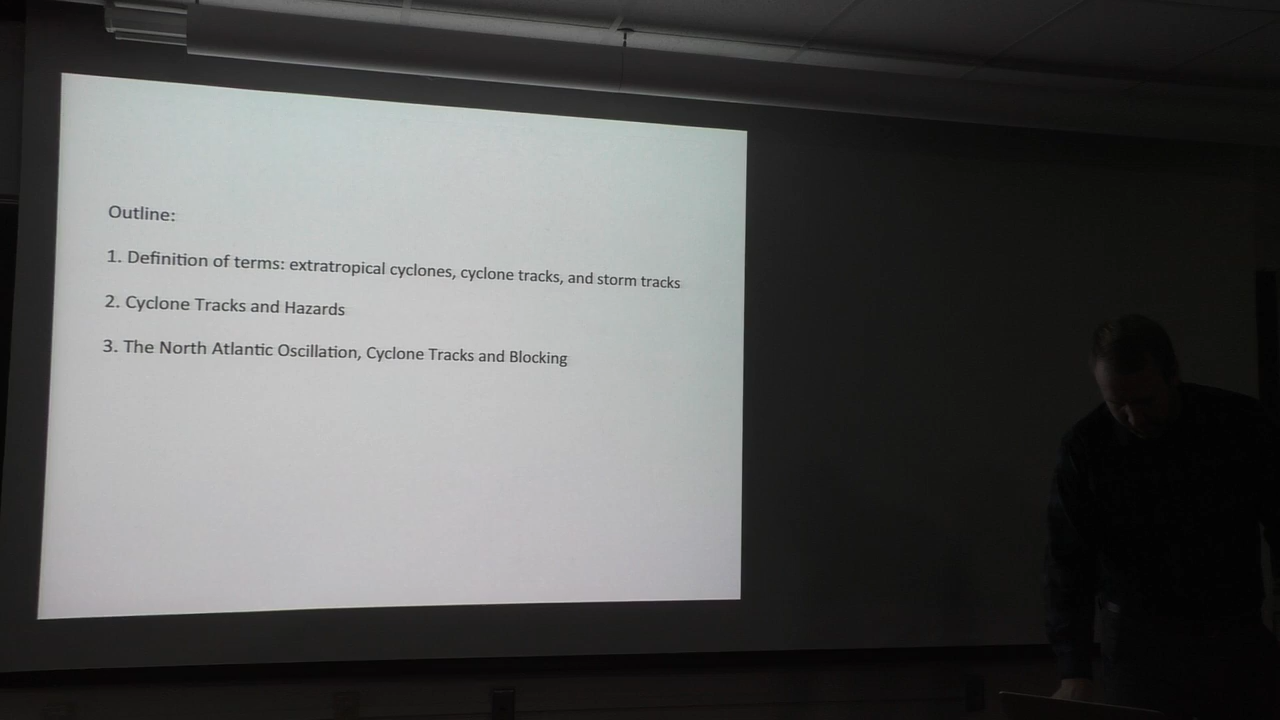 Outline:
1. Definition of terms: extratropical cyclones, cyclone tracks, and storm tracks
2. Cyclone Tracks and Hazards
3. The North Atlantic Oscillation, Cyclone Tracks and Blocking